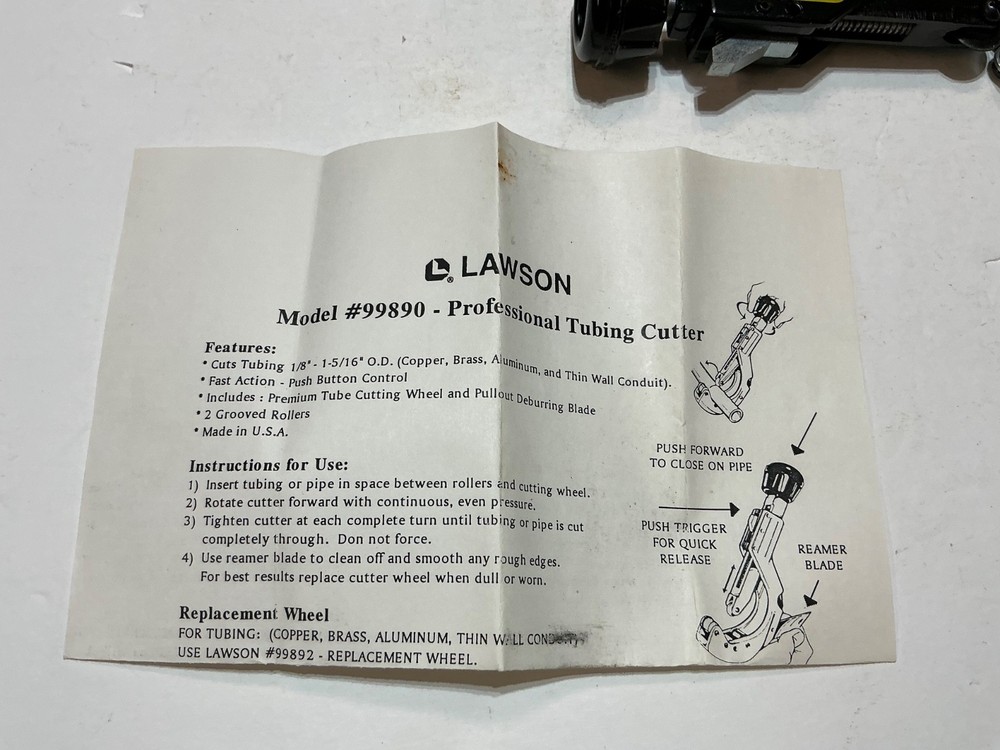 LAWSON
Model #99890 - Professional Tubing Cutter
Features:
* Cuts Tubing 1/8" - 1-5/16" O.D. (Copper, Brass, Aluminum, and Thin Wall Conduit).
* Fast Action - Push Button Control
* Includes : Premium Tube Cutting Wheel and Pullout Deburring Blade
* 2 Grooved Rollers
* Made in U.S.A.
Instructions for Use:
1) Insert tubing or pipe in space between rollers and cutting wheel.
2) Rotate cutter forward with continuous, even pressure.
3) Tighten cutter at each complete turn until tubing or pipe is cut
completely through. Don not force.
4) Use reamer blade to clean off and smooth any rough edges.
For best results replace cutter wheel when dull or worn.
Replacement Wheel
FOR TUBING: (COPPER, BRASS, ALUMINUM, THIN WALL CONDUIT)
USE LAWSON #99892 - REPLACEMENT WHEEL.
PUSH FORWARD
TO CLOSE ON PIPE
PUSH TRIGGER
FOR QUICK
RELEASE
REAMER
BLADE